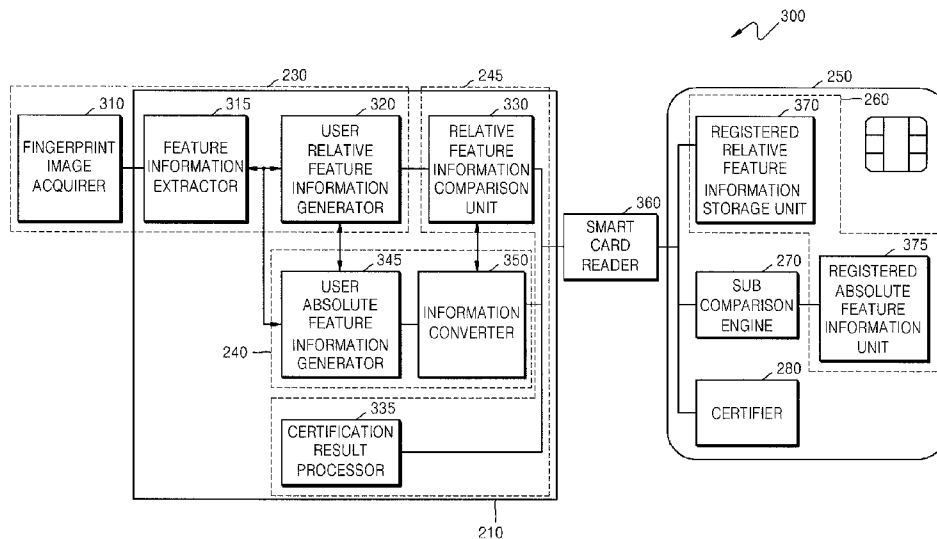 300
230
245
250
310
315
320
330
370
260
FINGERPRINT
IMAGE
ACQUIRER
FEATURE
INFORMATION
EXTRACTOR
USER
RELATIVE
FEATURE
INFORMATION
GENERATOR
RELATIVE
FEATURE
INFORMATION
COMPARISON
UNIT
REGISTERED
RELATIVE
FEATURE
INFORMATION
STORAGE UNIT
360
SMART
CARD
READER
345
350
270
375
USER
ABSOLUTE
FEATURE
INFORMATION
GENERATOR
INFORMATION
CONVERTER
SUB
COMPARISON
ENGINE
REGISTERED
ABSOLUTE
FEATURE
INFORMATION
UNIT
240
335
280
CERTIFICATION
RESULT
PROCESSOR
CERTIFIER
210